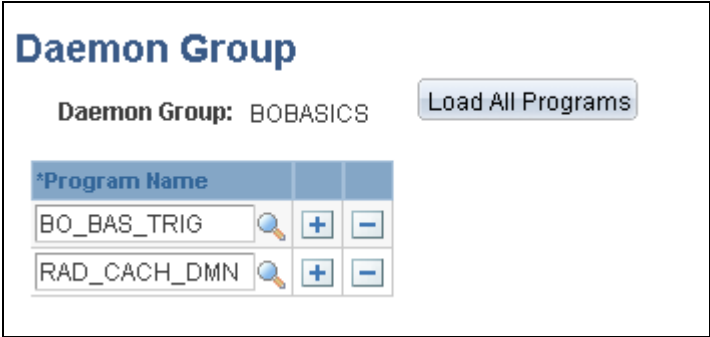 Daemon Group
Daemon Group: BOBASICS Load All Programs
*Program Name
BO_BAS_TRIG
RAD_CACH_DMN